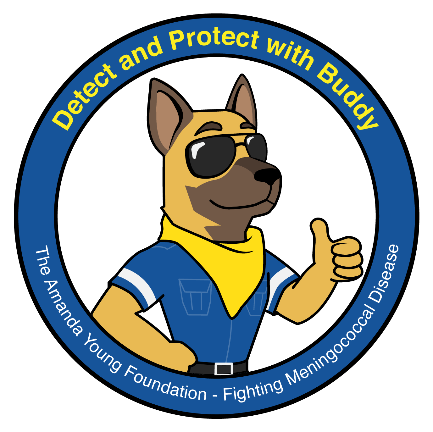 Detect and Protect with Buddy
The Amanda Young Foundation - Fighting Meningococcal Disease